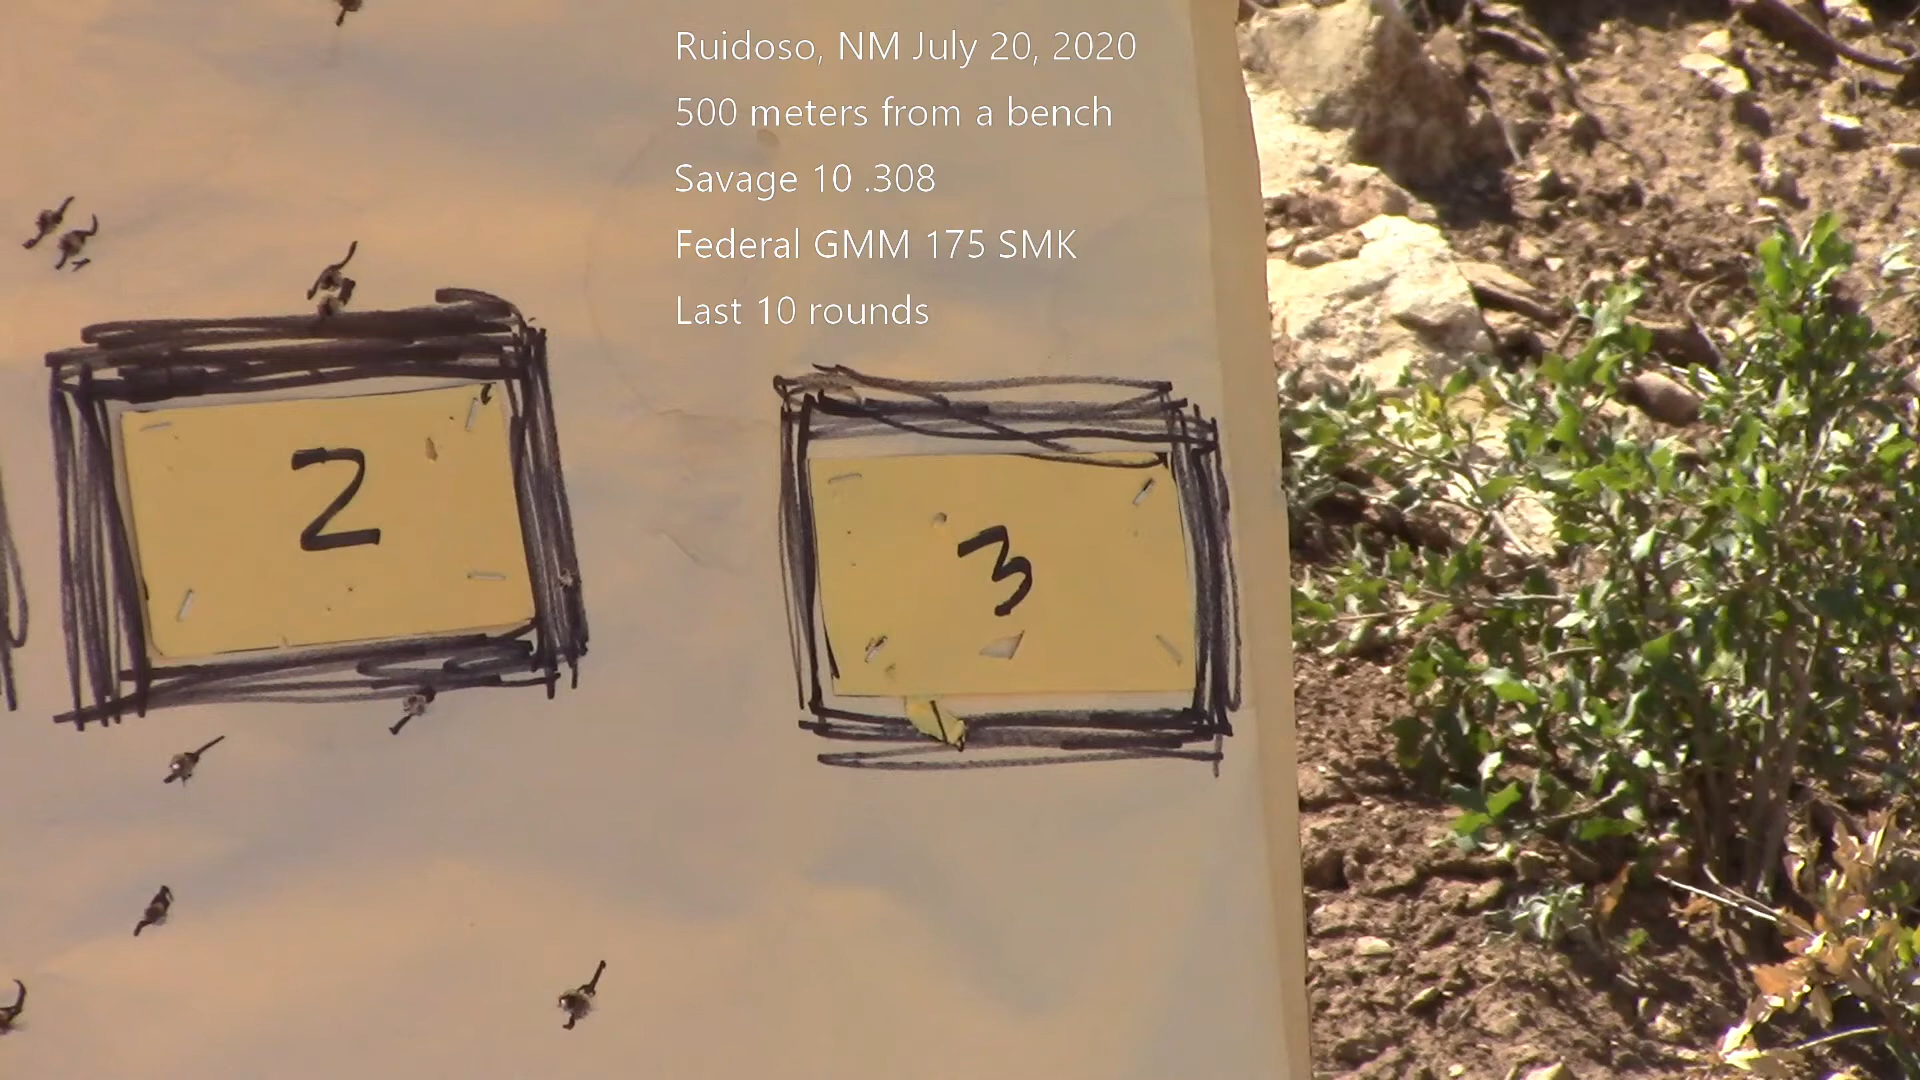 Ruidoso, NM July 20, 2020
500 meters from a bench
Savage 10 .308
Federal GMM 175 SMK
Last 10 rounds
2
3